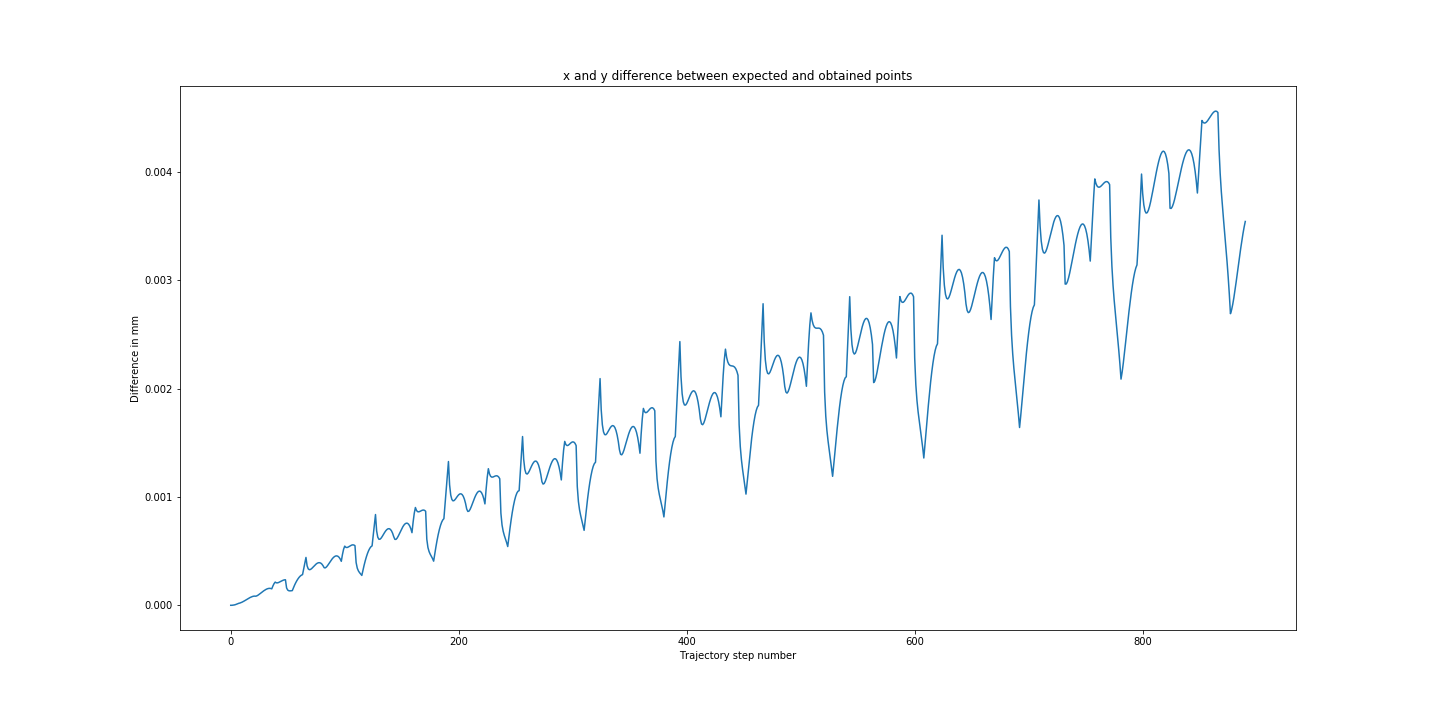 x and y difference between expected and obtained points
0.004
0.003
0.002
0.001
0.000
Difference in mm
0 200 400 600 800
Trajectory step number